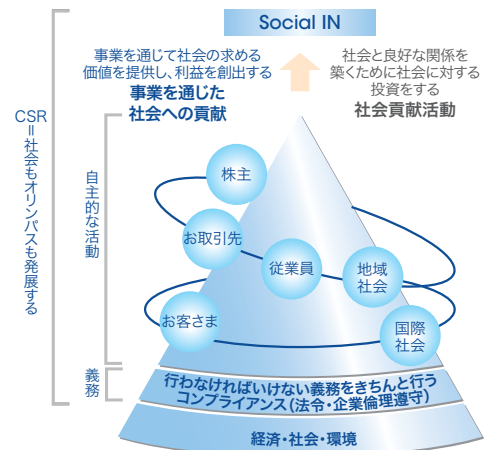 Social IN
事業を通じて社会の求める
価値を提供し、利益を創出する
事業を通じた
社会への貢献
社会と良好な関係を
築くために社会に対する
投資をする
社会貢献活動
CSR＝社会もオリンパスも発展する
自主的な活動
株主
お取引先
従業員
地域
社会
お客さま
国際
社会
義務
行わなければいけない義務をきちんと行う
コンプライアンス（法令・企業倫理遵守）
経済・社会・環境